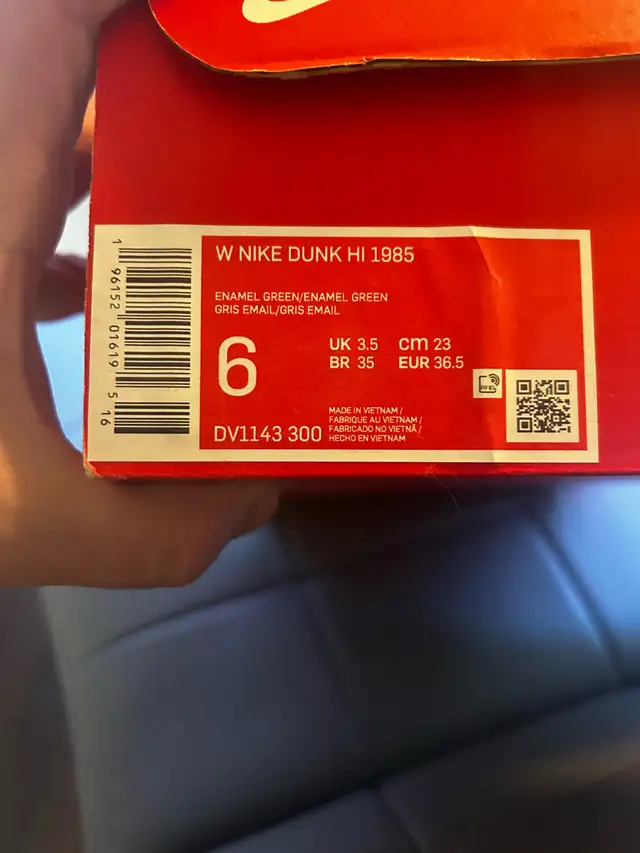 W NIKE DUNK HI 1985
ENAMEL GREEN/ENAMEL GREEN
GRIS EMAIL/GRIS EMAIL
6
UK 3.5 cm 23
BR 35 EUR 36.5
RFID
DV1143 300
MADE IN VIETNAM /
FABRIQUE AU VIETNAM /
FABRICADO NO VIETNÃ /
HECHO EN VIETNAM
1 96152 01619 5 16